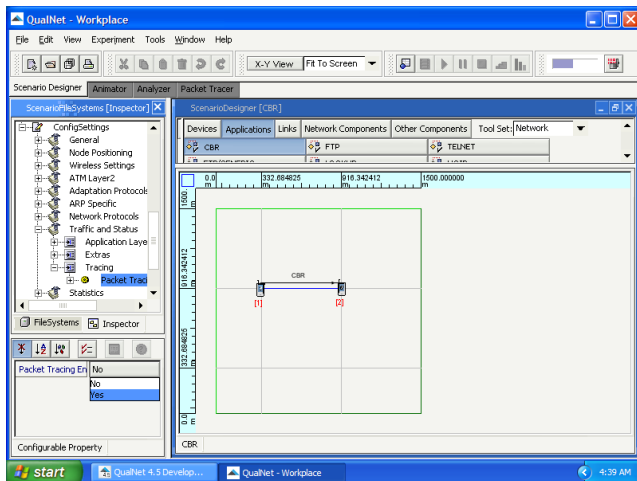 QualNet - Workplace
File Edit View Experiment Tools Window Help
X-Y View Fit To Screen
Scenario Designer Animator Analyzer Packet Tracer
ScenarioFileSystems [Inspector]
ScenarioDesigner [CBR]
ConfigSettings
General
Node Positioning
Wireless Settings
ATM Layer2
Adaptation Protocols
ARP Specific
Network Protocols
Traffic and Status
Application Laye
Extras
Tracing
Packet Traci
Statistics
FileSystems Inspector
Packet Tracing En No
No
Yes
Configurable Property
Devices Applications Links Network Components Other Components Tool Set: Network
CBR FTP TELNET
0.0 m 332.684825 m 916.342412 m 1500.000000 m
1500.
916.342412
332.684825
0.0 m
CBR
[1] [2]
CBR
start QualNet 4.5 Develop... QualNet - Workplace 4:39 AM